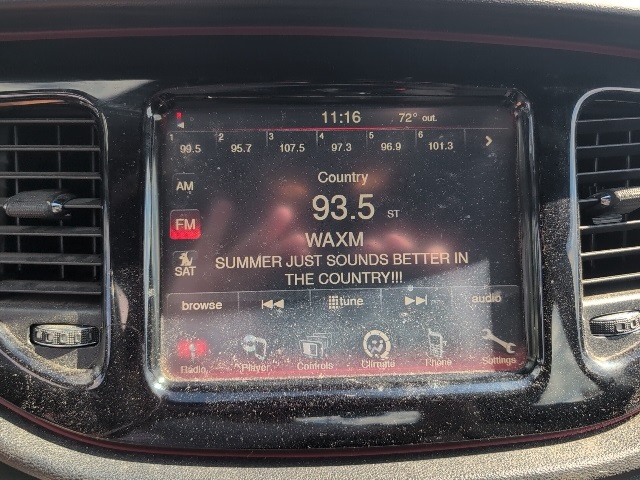 11:16 72° out.
1 99.5 2 95.7 3 107.5 4 97.3 5 96.9 6 101.3
Country
AM
93.5 ST
FM
WAXM
SUMMER JUST SOUNDS BETTER IN
SAT
THE COUNTRY!!!
browse tune audio
Radio Player Controls Climate Phone Settings